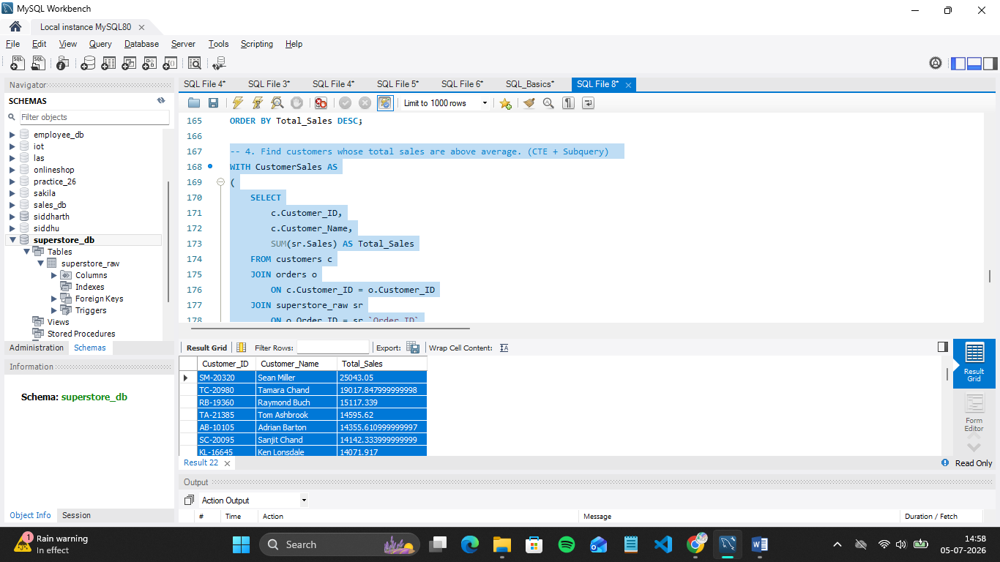 MySQL Workbench
Local instance MySQL80
File Edit View Query Database Server Tools Scripting Help
Navigator
SCHEMAS
Filter objects
employee_db
iot
las
onlineshop
practice_26
sakila
sales_db
siddharth
siddhu
superstore_db
Tables
superstore_raw
Columns
Indexes
Foreign Keys
Triggers
Views
Stored Procedures
Administration Schemas
Information
Schema: superstore_db
Object Info Session
SQL File 4* SQL File 3* SQL File 4* SQL File 5* SQL File 6* SQL_Basics* SQL File 8*
Limit to 1000 rows
165 ORDER BY Total_Sales DESC;
166
167 -- 4. Find customers whose total sales are above average. (CTE + Subquery)
168 WITH CustomerSales AS
169 (
170 SELECT
171 c.Customer_ID,
172 c.Customer_Name,
173 SUM(sr.Sales) AS Total_Sales
174 FROM customers c
175 JOIN orders o
176 ON c.Customer_ID = o.Customer_ID
177 JOIN superstore_raw sr
178 ON o.Order_ID = sr.`Order ID`
Result Grid Filter Rows: Export: Wrap Cell Content:
Customer_ID Customer_Name Total_Sales
SM-20320 Sean Miller 25043.05
TC-20980 Tamara Chand 19017.847999999998
RB-19360 Raymond Buch 15117.339
TA-21385 Tom Ashbrook 14595.62
AB-10105 Adrian Barton 14355.610999999997
SC-20095 Sanjit Chand 14142.333999999999
KL-16645 Ken Lonsdale 14071.917
Result Grid
Form Editor
Result 22
Read Only
Output
Action Output
# Time Action Message Duration / Fetch
1
Rain warning
In effect
Search
14:58
05-07-2026